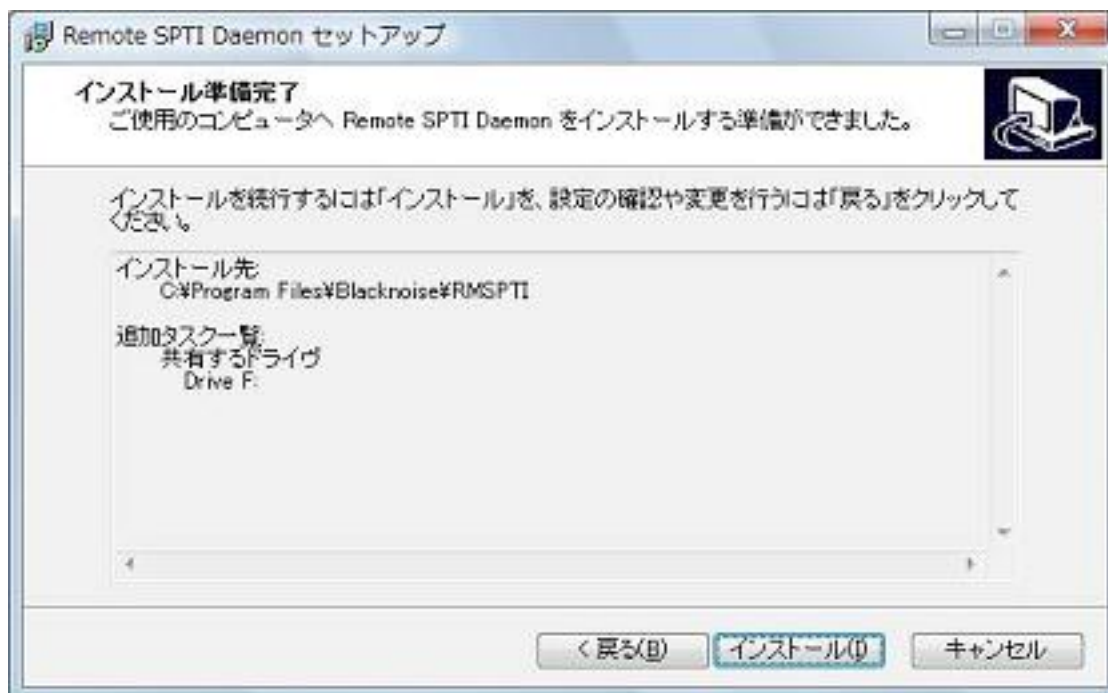 Remote SPTI Daemon セットアップ
インストール準備完了
ご使用のコンピュータへ Remote SPTI Daemon をインストールする準備ができました。
インストールを続行するには「インストール」を、設定の確認や変更を行うには「戻る」をクリックして
ください。
インストール先:
C:¥Program Files¥Blacknoise¥RMSPTI
追加タスク一覧:
共有するドライヴ
Drive F:
< 戻る(B)
インストール(I)
キャンセル